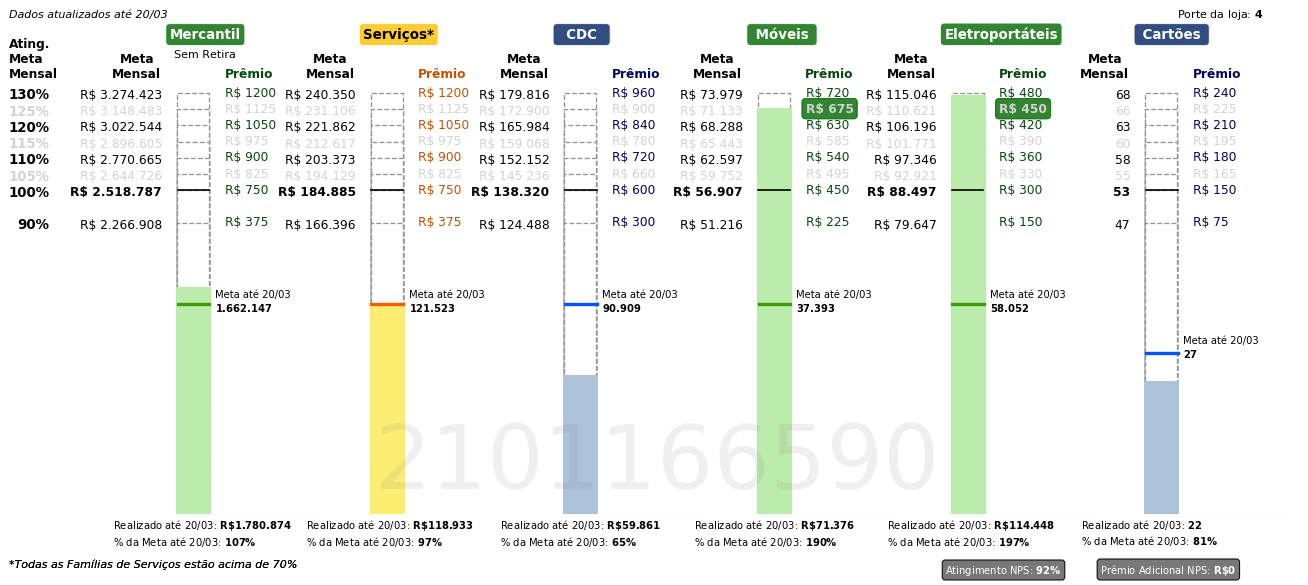 Dados atualizados até 20/03 Porte da loja: 4
Mercantil Serviços* CDC Móveis Eletroportáteis Cartões
Sem Retira
Ating. Meta Mensal
Meta Mensal Prêmio Meta Mensal Prêmio Meta Mensal Prêmio Meta Mensal Prêmio Meta Mensal Prêmio Meta Mensal Prêmio
130% R$ 3.274.423 R$ 1200 R$ 240.350 R$ 1200 R$ 179.816 R$ 960 R$ 73.979 R$ 720 R$ 115.046 R$ 480 68 R$ 240
125% R$ 3.148.483 R$ 1125 R$ 231.106 R$ 1125 R$ 172.900 R$ 900 R$ 71.133 R$ 675 R$ 110.621 R$ 450 66 R$ 225
120% R$ 3.022.544 R$ 1050 R$ 221.862 R$ 1050 R$ 165.984 R$ 840 R$ 68.288 R$ 630 R$ 106.196 R$ 420 63 R$ 210
115% R$ 2.896.605 R$ 975 R$ 212.617 R$ 975 R$ 159.068 R$ 780 R$ 65.443 R$ 585 R$ 101.771 R$ 390 60 R$ 195
110% R$ 2.770.665 R$ 900 R$ 203.373 R$ 900 R$ 152.152 R$ 720 R$ 62.597 R$ 540 R$ 97.346 R$ 360 58 R$ 180
105% R$ 2.644.726 R$ 825 R$ 194.129 R$ 825 R$ 145.236 R$ 660 R$ 59.752 R$ 495 R$ 92.921 R$ 330 55 R$ 165
100% R$ 2.518.787 R$ 750 R$ 184.885 R$ 750 R$ 138.320 R$ 600 R$ 56.907 R$ 450 R$ 88.497 R$ 300 53 R$ 150
90% R$ 2.266.908 R$ 375 R$ 166.396 R$ 375 R$ 124.488 R$ 300 R$ 51.216 R$ 225 R$ 79.647 R$ 150 47 R$ 75
Meta até 20/03 Meta até 20/03 Meta até 20/03 Meta até 20/03 Meta até 20/03
1.662.147 121.523 90.909 37.393 58.052
Meta até 20/03
27
2101166590
Realizado até 20/03: R$1.780.874 Realizado até 20/03: R$118.933 Realizado até 20/03: R$59.861 Realizado até 20/03: R$71.376 Realizado até 20/03: R$114.448 Realizado até 20/03: 22
% da Meta até 20/03: 107% % da Meta até 20/03: 97% % da Meta até 20/03: 65% % da Meta até 20/03: 190% % da Meta até 20/03: 197% % da Meta até 20/03: 81%
*Todas as Famílias de Serviços estão acima de 70% Atingimento NPS: 92% Prêmio Adicional NPS: R$0